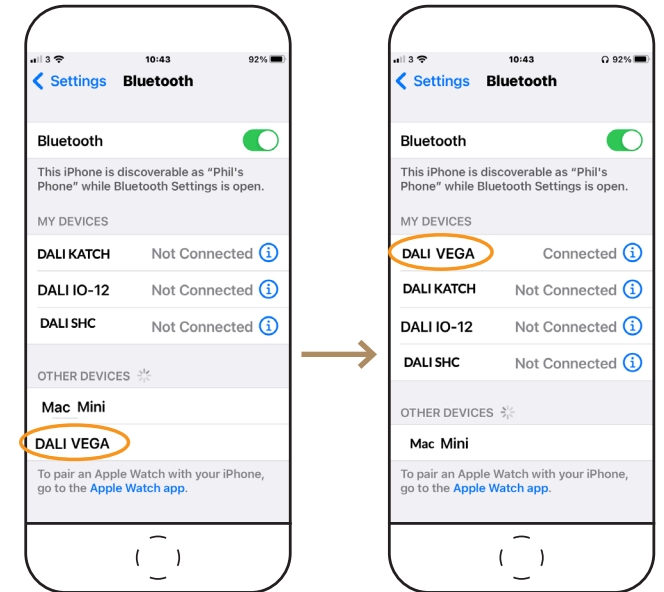 3 10:43 92%
Settings Bluetooth
Bluetooth
This iPhone is discoverable as “Phil's
Phone” while Bluetooth Settings is open.
MY DEVICES
DALI KATCH Not Connected
DALI IO-12 Not Connected
DALI SHC Not Connected
OTHER DEVICES
Mac Mini
DALI VEGA
To pair an Apple Watch with your iPhone,
go to the Apple Watch app.
3 10:43 92%
Settings Bluetooth
Bluetooth
This iPhone is discoverable as “Phil's
Phone” while Bluetooth Settings is open.
MY DEVICES
DALI VEGA Connected
DALI KATCH Not Connected
DALI IO-12 Not Connected
DALI SHC Not Connected
OTHER DEVICES
Mac Mini
To pair an Apple Watch with your iPhone,
go to the Apple Watch app.